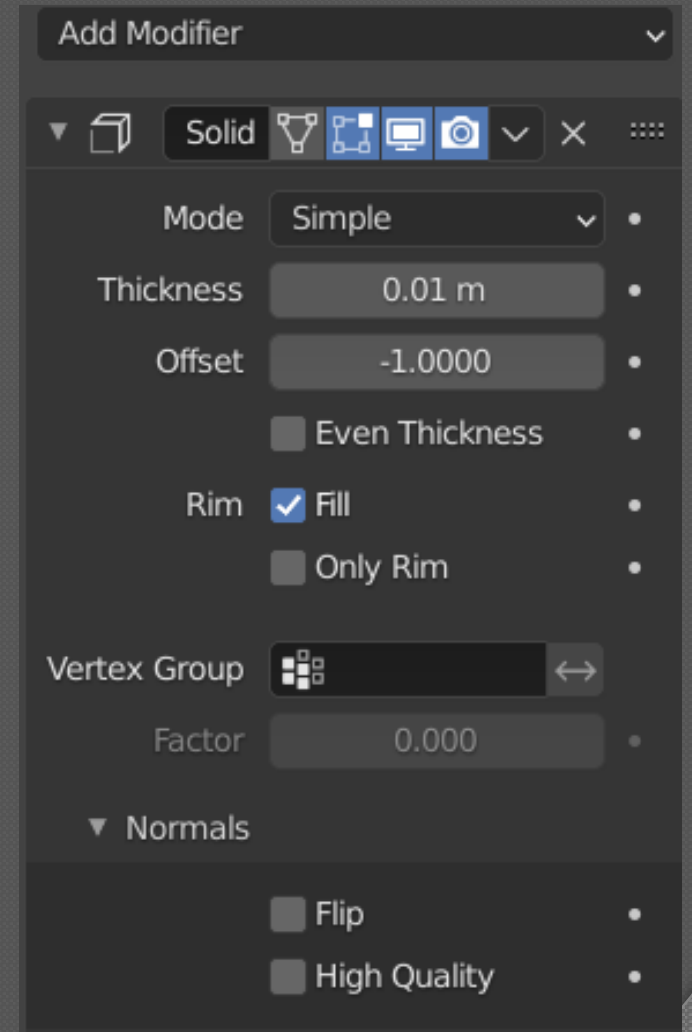 Add Modifier
Solid
Mode Simple
Thickness 0.01 m
Offset -1.0000
Even Thickness
Rim Fill
Only Rim
Vertex Group
Factor 0.000
Normals
Flip
High Quality